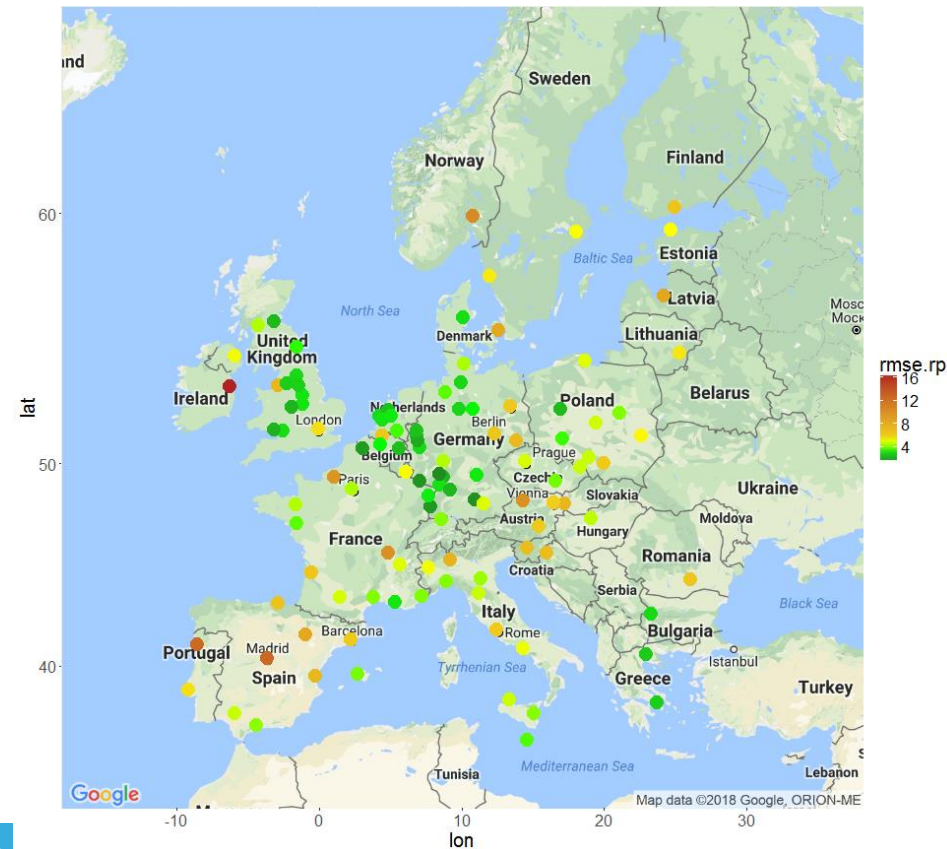 and
Sweden
Norway
Finland
60
Estonia
Baltic Sea
Latvia
Mosc
Моск
North Sea
Denmark
Lithuania
United
Kingdom
rmse.rp
16
12
8
4
Ireland
Belarus
London
Netherlands
Berlin
Poland
lat
Germany
50
Belgium
Prague
Paris
Czechi
Ukraine
Vienna
Slovakia
Austria
Moldova
Hungary
France
Romania
Croatia
Serbia
Black Sea
Italy
Barcelona
Bulgaria
Rome
Portugal
Madrid
Istanbul
40
Tyrrhenian Sea
Spain
Greece
Turkey
Mediterranean Sea
Tunisia
Lebanon
Google
Map data ©2018 Google, ORION-ME
-10
0
10
20
30
lon